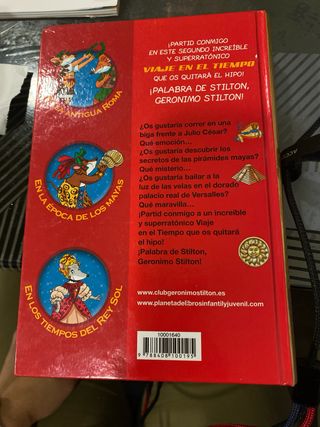 ¡PARTID CONMIGO
EN ESTE SEGUNDO INCREÍBLE
Y SUPERRATÓNICO
VIAJE EN EL TIEMPO
QUE OS QUITARÁ EL HIPO!
¡PALABRA DE STILTON,
GERONIMO STILTON!
ANTIGUA ROMA
¿Os gustaría correr en una
biga frente a Julio César?
Qué emoción...
¿Os gustaría descubrir los
secretos de las pirámides mayas?
Qué misterio...
¿Os gustaría bailar a la
luz de las velas en el dorado
palacio real de Versalles?
Qué maravilla...
¡Partid conmigo a un increíble
y superratónico Viaje
en el Tiempo que os quitará
el hipo!
¡Palabra de Stilton,
Geronimo Stilton!
EN LA ÉPOCA DE LOS MAYAS
EN LOS TIEMPOS DEL REY SOL
www.clubgeronimostilton.es
www.planetadelibrosinfantilyjuvenil.com
10001640
9 788408 100195